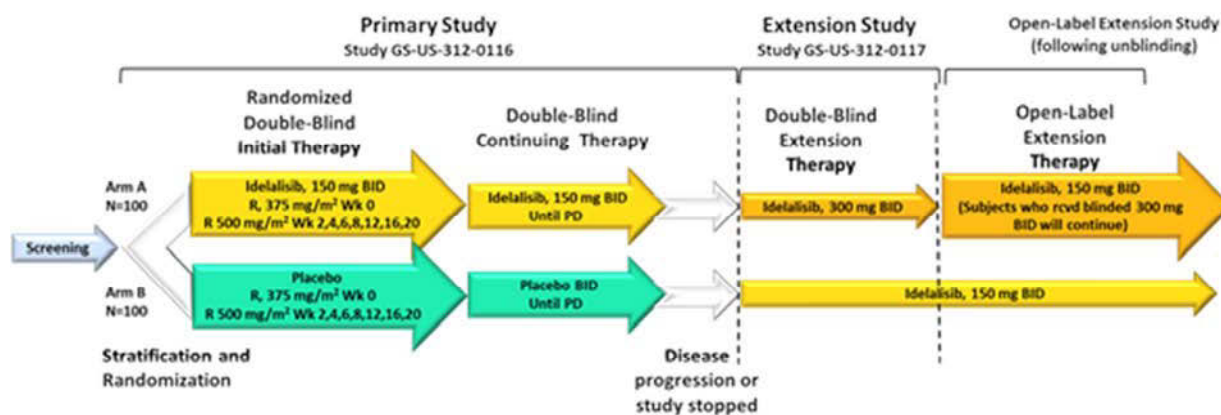 Primary Study
Study GS-US-312-0116
Extension Study
Study GS-US-312-0117
Open-Label Extension Study
(following unblinding)
Randomized
Double-Blind
Initial Therapy
Double-Blind
Continuing Therapy
Double-Blind
Extension
Therapy
Open-Label
Extension
Therapy
Screening
Arm A
N=100
Idelalisib, 150 mg BID
R, 375 mg/m² Wk 0
R 500 mg/m² Wk 2,4,6,8,12,16,20
Idelalisib, 150 mg BID
Until PD
Idelalisib, 300 mg BID
Idelalisib, 150 mg BID
(Subjects who rcvd blinded 300 mg
BID will continue)
Arm B
N=100
Placebo
R, 375 mg/m² Wk 0
R 500 mg/m² Wk 2,4,6,8,12,16,20
Placebo BID
Until PD
Idelalisib, 150 mg BID
Stratification and
Randomization
Disease
progression or
study stopped